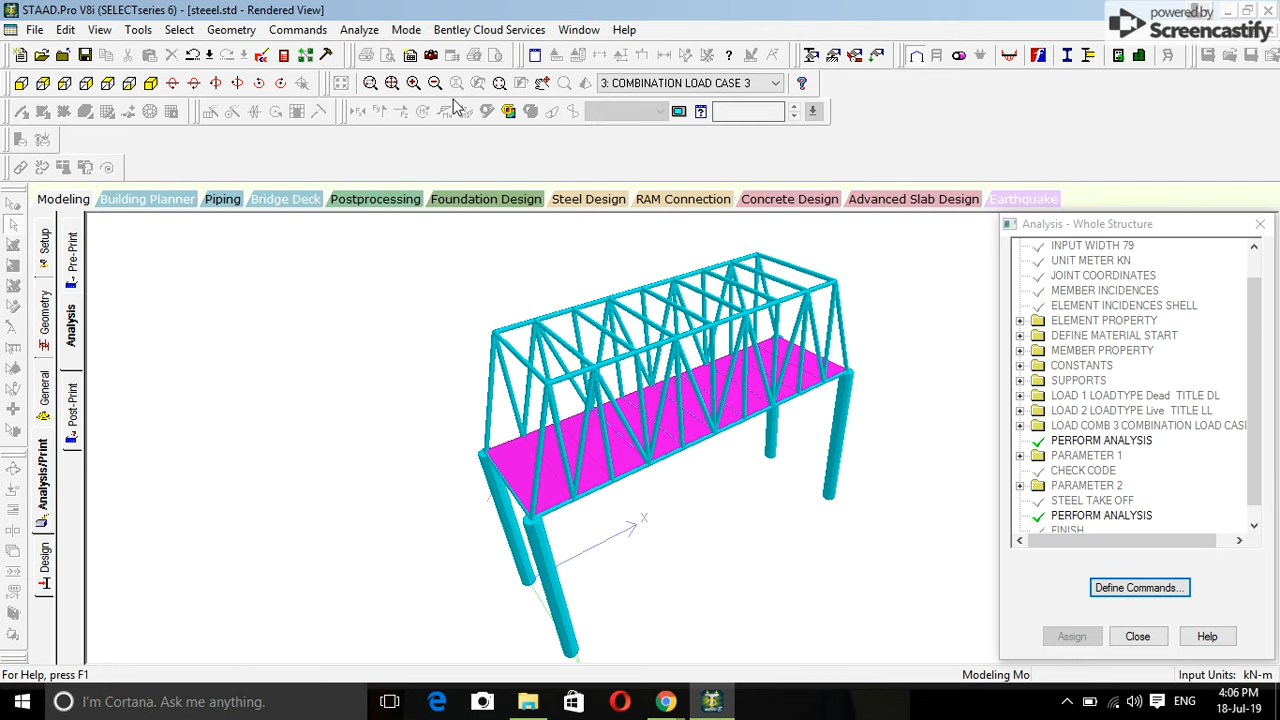 STAAD.Pro V8i (SELECTseries 6) - [steeel.std - Rendered View]
powered by
Screencastify
File Edit View Tools Select Geometry Commands Analyze Mode Bentley Cloud Services Window Help
3: COMBINATION LOAD CASE 3
Modeling Building Planner Piping Bridge Deck Postprocessing Foundation Design Steel Design RAM Connection Concrete Design Advanced Slab Design Earthquake
Setup
Geometry
General
Analysis/Print
Design
Pre-Print
Analysis
Post-Print
X
Analysis - Whole Structure
INPUT WIDTH 79
UNIT METER KN
JOINT COORDINATES
MEMBER INCIDENCES
ELEMENT INCIDENCES SHELL
ELEMENT PROPERTY
DEFINE MATERIAL START
MEMBER PROPERTY
CONSTANTS
SUPPORTS
LOAD 1 LOADTYPE Dead TITLE DL
LOAD 2 LOADTYPE Live TITLE LL
LOAD COMB 3 COMBINATION LOAD CASI
PERFORM ANALYSIS
PARAMETER 1
CHECK CODE
PARAMETER 2
STEEL TAKE OFF
PERFORM ANALYSIS
FINISH
Define Commands...
Assign Close Help
For Help, press F1
Modeling Mo
Input Units: kN-m
I'm Cortana. Ask me anything.
ENG
4:06 PM
18-Jul-19